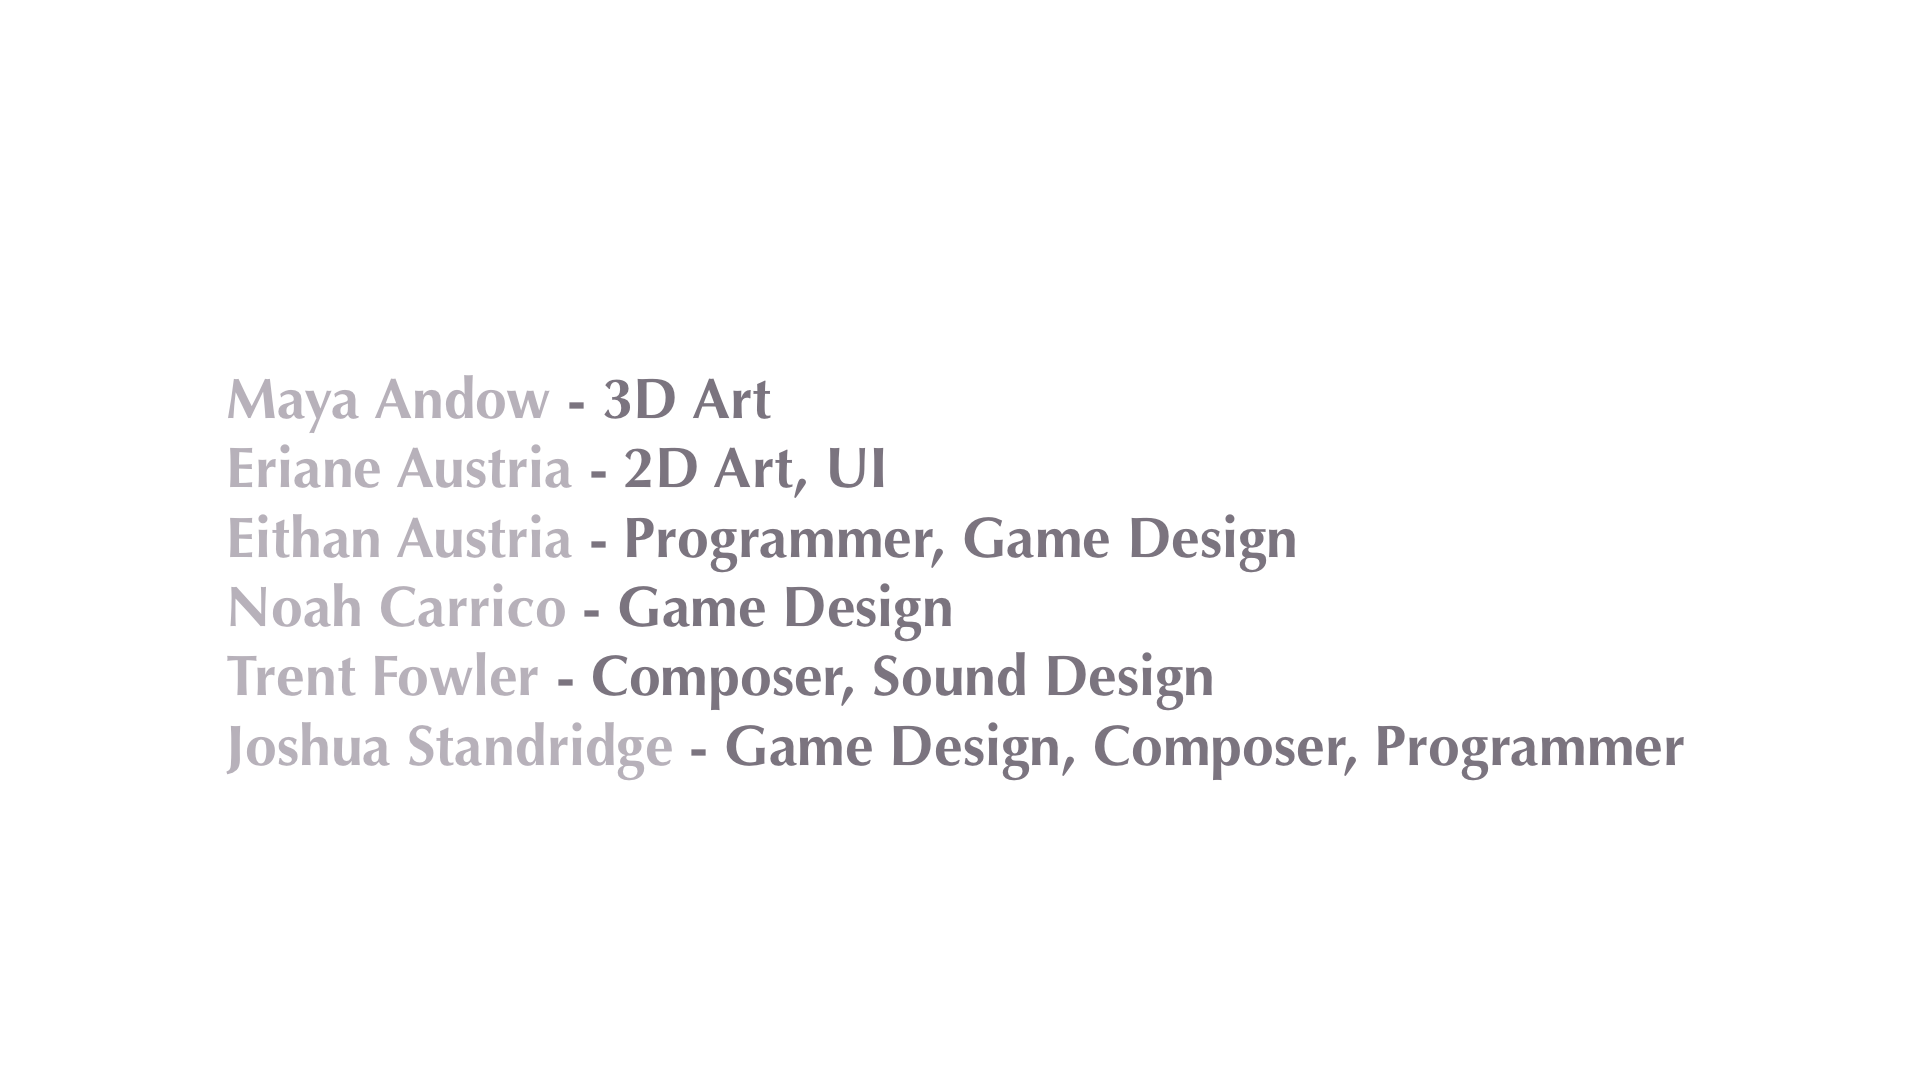 Maya Andow - 3D Art
Eriane Austria - 2D Art, UI
Eithan Austria - Programmer, Game Design
Noah Carrico - Game Design
Trent Fowler - Composer, Sound Design
Joshua Standridge - Game Design, Composer, Programmer